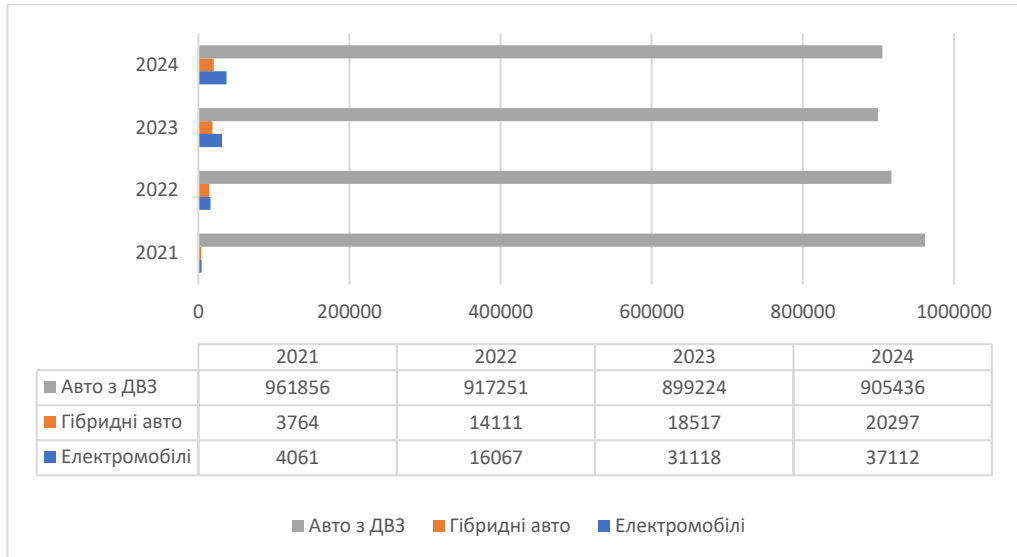 2024
2023
2022
2021
0 200000 400000 600000 800000 1000000
2021 2022 2023 2024
Авто з ДВЗ 961856 917251 899224 905436
Гібридні авто 3764 14111 18517 20297
Електромобілі 4061 16067 31118 37112
Авто з ДВЗ Гібридні авто Електромобілі